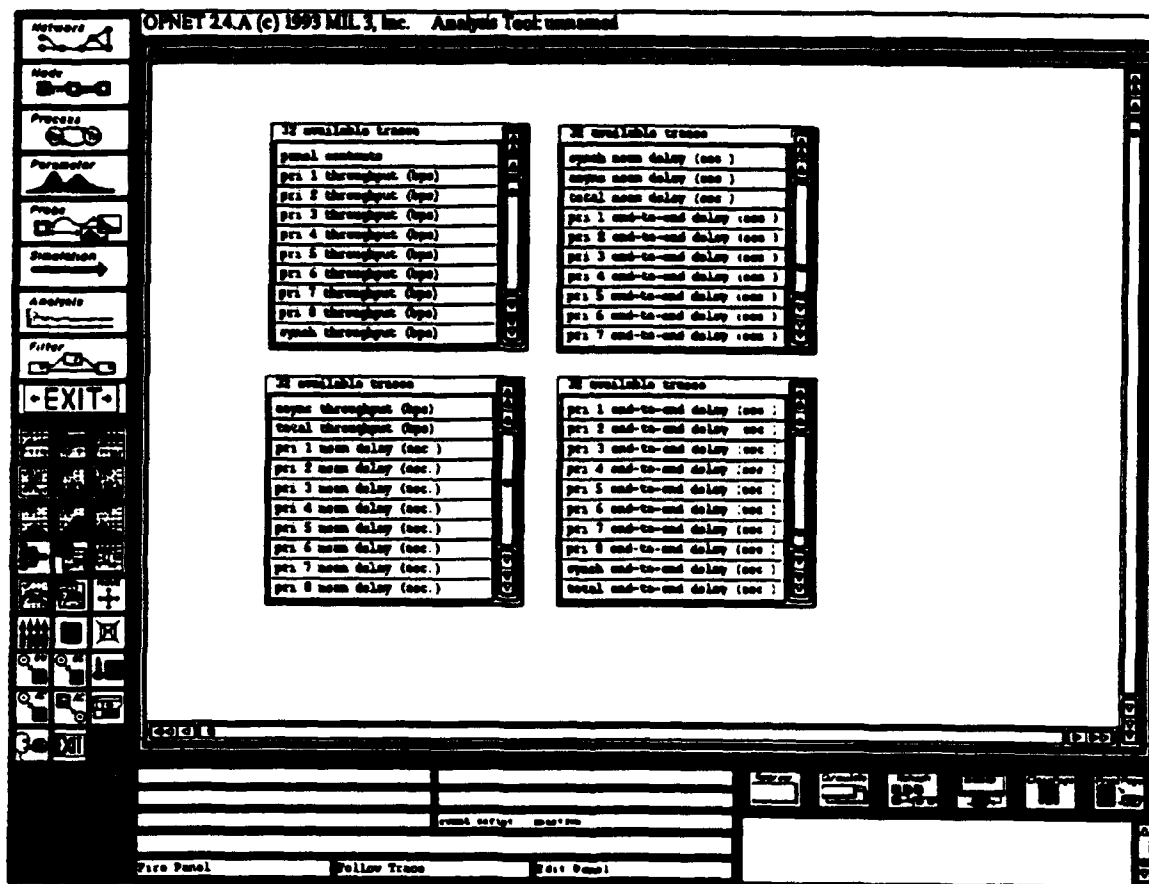 OPNET 2.4.A (c) 1993 MIL 3, Inc. Analysis Tool: unnamed
Network
Node
Process
Parameter
Probe
Simulation
Analysis
Filter
EXIT
32 available traces
panel contents
pri 1 throughput (bps)
pri 2 throughput (bps)
pri 3 throughput (bps)
pri 4 throughput (bps)
pri 5 throughput (bps)
pri 6 throughput (bps)
pri 7 throughput (bps)
pri 8 throughput (bps)
synch throughput (bps)
32 available traces
synch mean delay (sec )
async mean delay (sec )
total mean delay (sec )
pri 1 end-to-end delay (sec )
pri 2 end-to-end delay (sec )
pri 3 end-to-end delay (sec )
pri 4 end-to-end delay (sec )
pri 5 end-to-end delay (sec )
pri 6 end-to-end delay (sec )
pri 7 end-to-end delay (sec )
32 available traces
async throughput (bps)
total throughput (bps)
pri 1 mean delay (sec )
pri 2 mean delay (sec.)
pri 3 mean delay (sec.)
pri 4 mean delay (sec.)
pri 5 mean delay (sec.)
pri 6 mean delay (sec.)
pri 7 mean delay (sec.)
pri 8 mean delay (sec.)
32 available traces
pri 1 end-to-end delay (sec )
pri 2 end-to-end delay sec )
pri 3 end-to-end delay (sec )
pri 4 end-to-end delay (sec )
pri 5 end-to-end delay (sec )
pri 6 end-to-end delay (sec )
pri 7 end-to-end delay (sec )
pri 8 end-to-end delay (sec )
synch end-to-end delay (sec )
total end-to-end delay (sec )
EXIT
Fire Panel
Follow Trace
Edit Panel